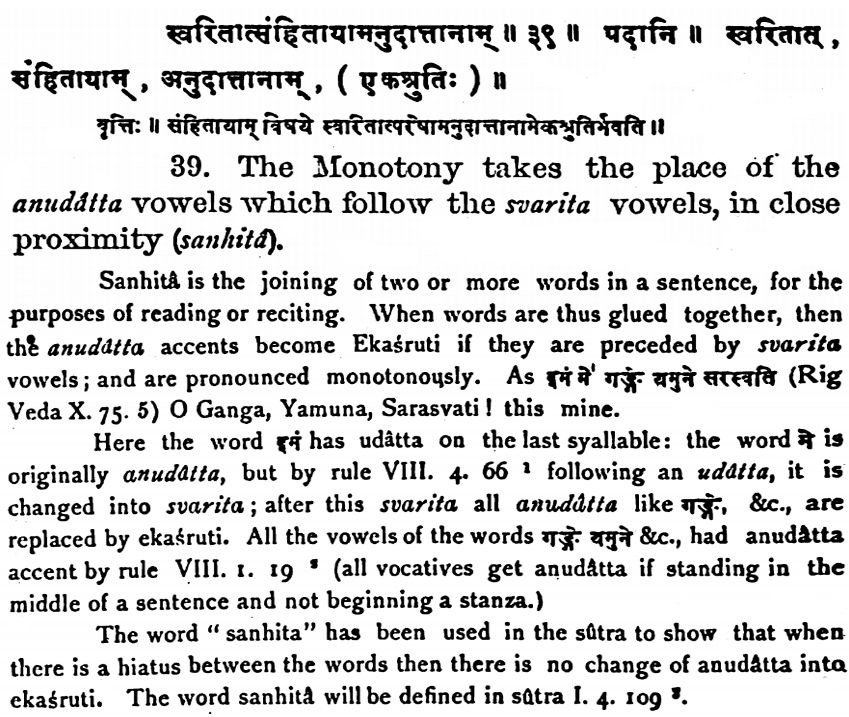 स्वरितात्संहितायामनुदात्तानाम् ॥ ३९ ॥ पदानि ॥ स्वरितात् ,
संहितायाम् , अनुदात्तानाम् , ( एकश्रुतिः ) ॥
वृत्तिः ॥ संहितायाम् विषये स्वरितात्परेषामनुदात्तानामेकश्रुतिर्भवति ॥
39. The Monotony takes the place of the
anudâtta vowels which follow the svarita vowels, in close
proximity (sanhitâ).
Sanhitâ is the joining of two or more words in a sentence, for the
purposes of reading or reciting. When words are thus glued together, then
the anudâtta accents become Ekaśruti if they are preceded by svarita
vowels; and are pronounced monotonously. As इमं मे गङ्गे यमुने सरस्वति (Rig
Veda X. 75. 5) O Ganga, Yamuna, Sarasvati! this mine.
Here the word इमं has udâtta on the last syallable: the word मे is
originally anudâtta, but by rule VIII. 4. 66 ¹ following an udâtta, it is
changed into svarita; after this svarita all anudâtta like गङ्गे, &c., are
replaced by ekaśruti. All the vowels of the words गङ्गे यमुने &c., had anudâtta
accent by rule VIII. 1. 19 ² (all vocatives get anudâtta if standing in the
middle of a sentence and not beginning a stanza.)
The word "sanhita" has been used in the sûtra to show that when
there is a hiatus between the words then there is no change of anudâtta into
ekaśruti. The word sanhitâ will be defined in sûtra I. 4. 109 ³.